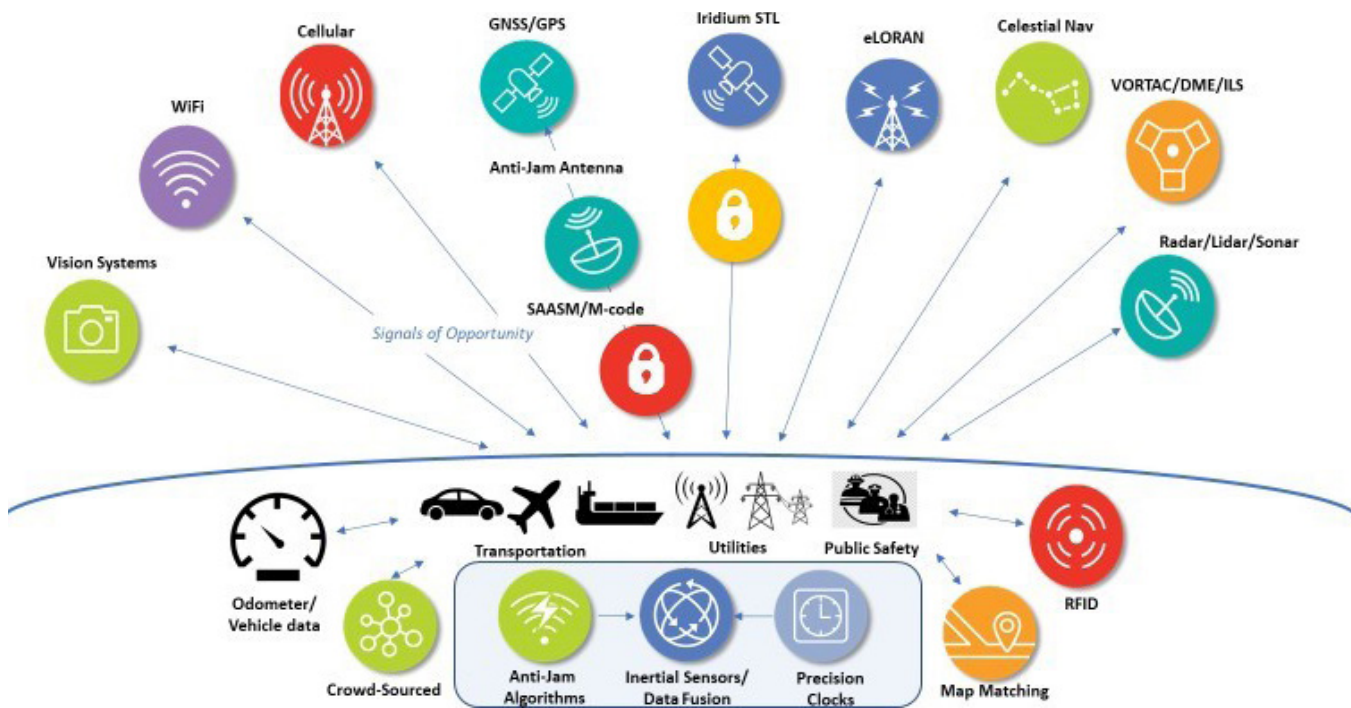 Iridium STL
GNSS/GPS
Cellular
eLORAN
Celestial Nav
VORTAC/DME/ILS
WiFi
Anti-Jam Antenna
Radar/Lidar/Sonar
Vision Systems
SAASM/M-code
Signals of Opportunity
Transportation
Utilities
Public Safety
Odometer/
Vehicle data
RFID
Crowd-Sourced
Anti-Jam
Algorithms
Inertial Sensors/
Data Fusion
Precision
Clocks
Map Matching